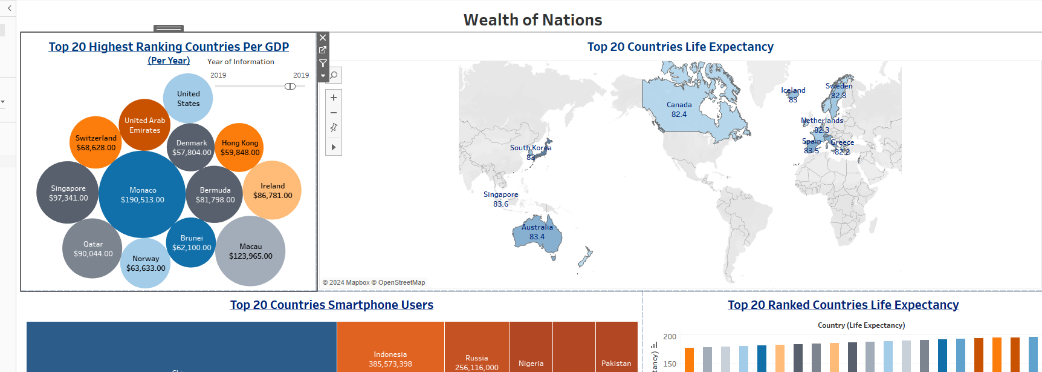 Wealth of Nations
Top 20 Highest Ranking Countries Per GDP
(Per Year)
Year of Information
2019
2019
United
States
United Arab
Emirates
Switzerland
$68,628.00
Denmark
$57,804.00
Hong Kong
$59,848.00
Singapore
$97,341.00
Monaco
$190,513.00
Bermuda
$81,798.00
Ireland
$86,781.00
Qatar
$90,044.00
Norway
$63,633.00
Brunei
$62,100.00
Macau
$123,965.00
Top 20 Countries Life Expectancy
Canada
82.4
Iceland
83
Sweden
82.8
Netherlands
82.3
Spain
83.5
Greece
82.2
South Korea
Singapore
83.6
Australia
83.4
© 2024 Mapbox © OpenStreetMap
Top 20 Countries Smartphone Users
Indonesia
385,573,398
Russia
256,116,000
Nigeria
Pakistan
Top 20 Ranked Countries Life Expectancy
Country (Life Expectancy)
200
150